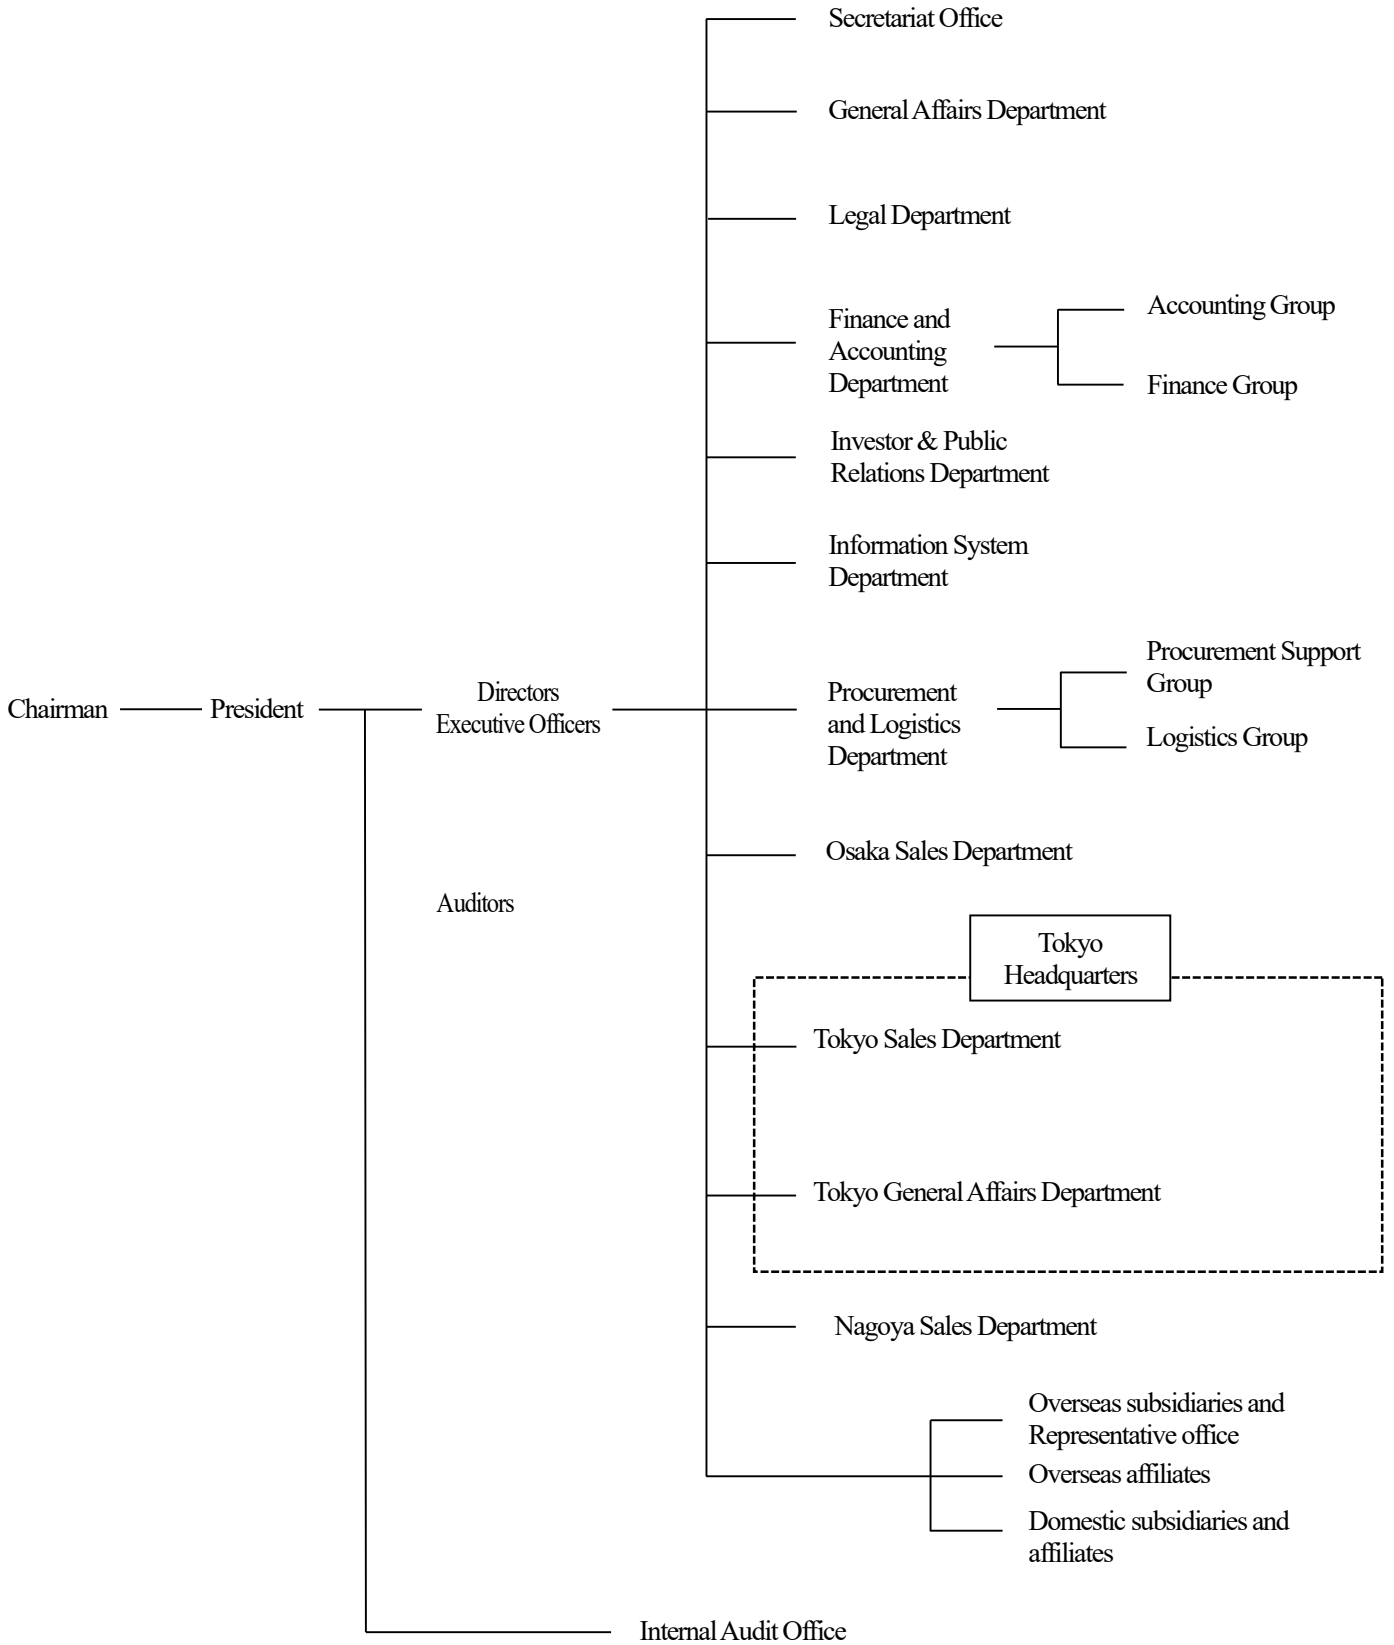 Secretariat Office
General Affairs Department
Legal Department
Finance and
Accounting
Department
Accounting Group
Finance Group
Investor & Public
Relations Department
Information System
Department
Chairman
President
Directors
Executive Officers
Procurement
and Logistics
Department
Procurement Support
Group
Logistics Group
Osaka Sales Department
Auditors
Tokyo
Headquarters
Tokyo Sales Department
Tokyo General Affairs Department
Nagoya Sales Department
Overseas subsidiaries and
Representative office
Overseas affiliates
Domestic subsidiaries and
affiliates
Internal Audit Office